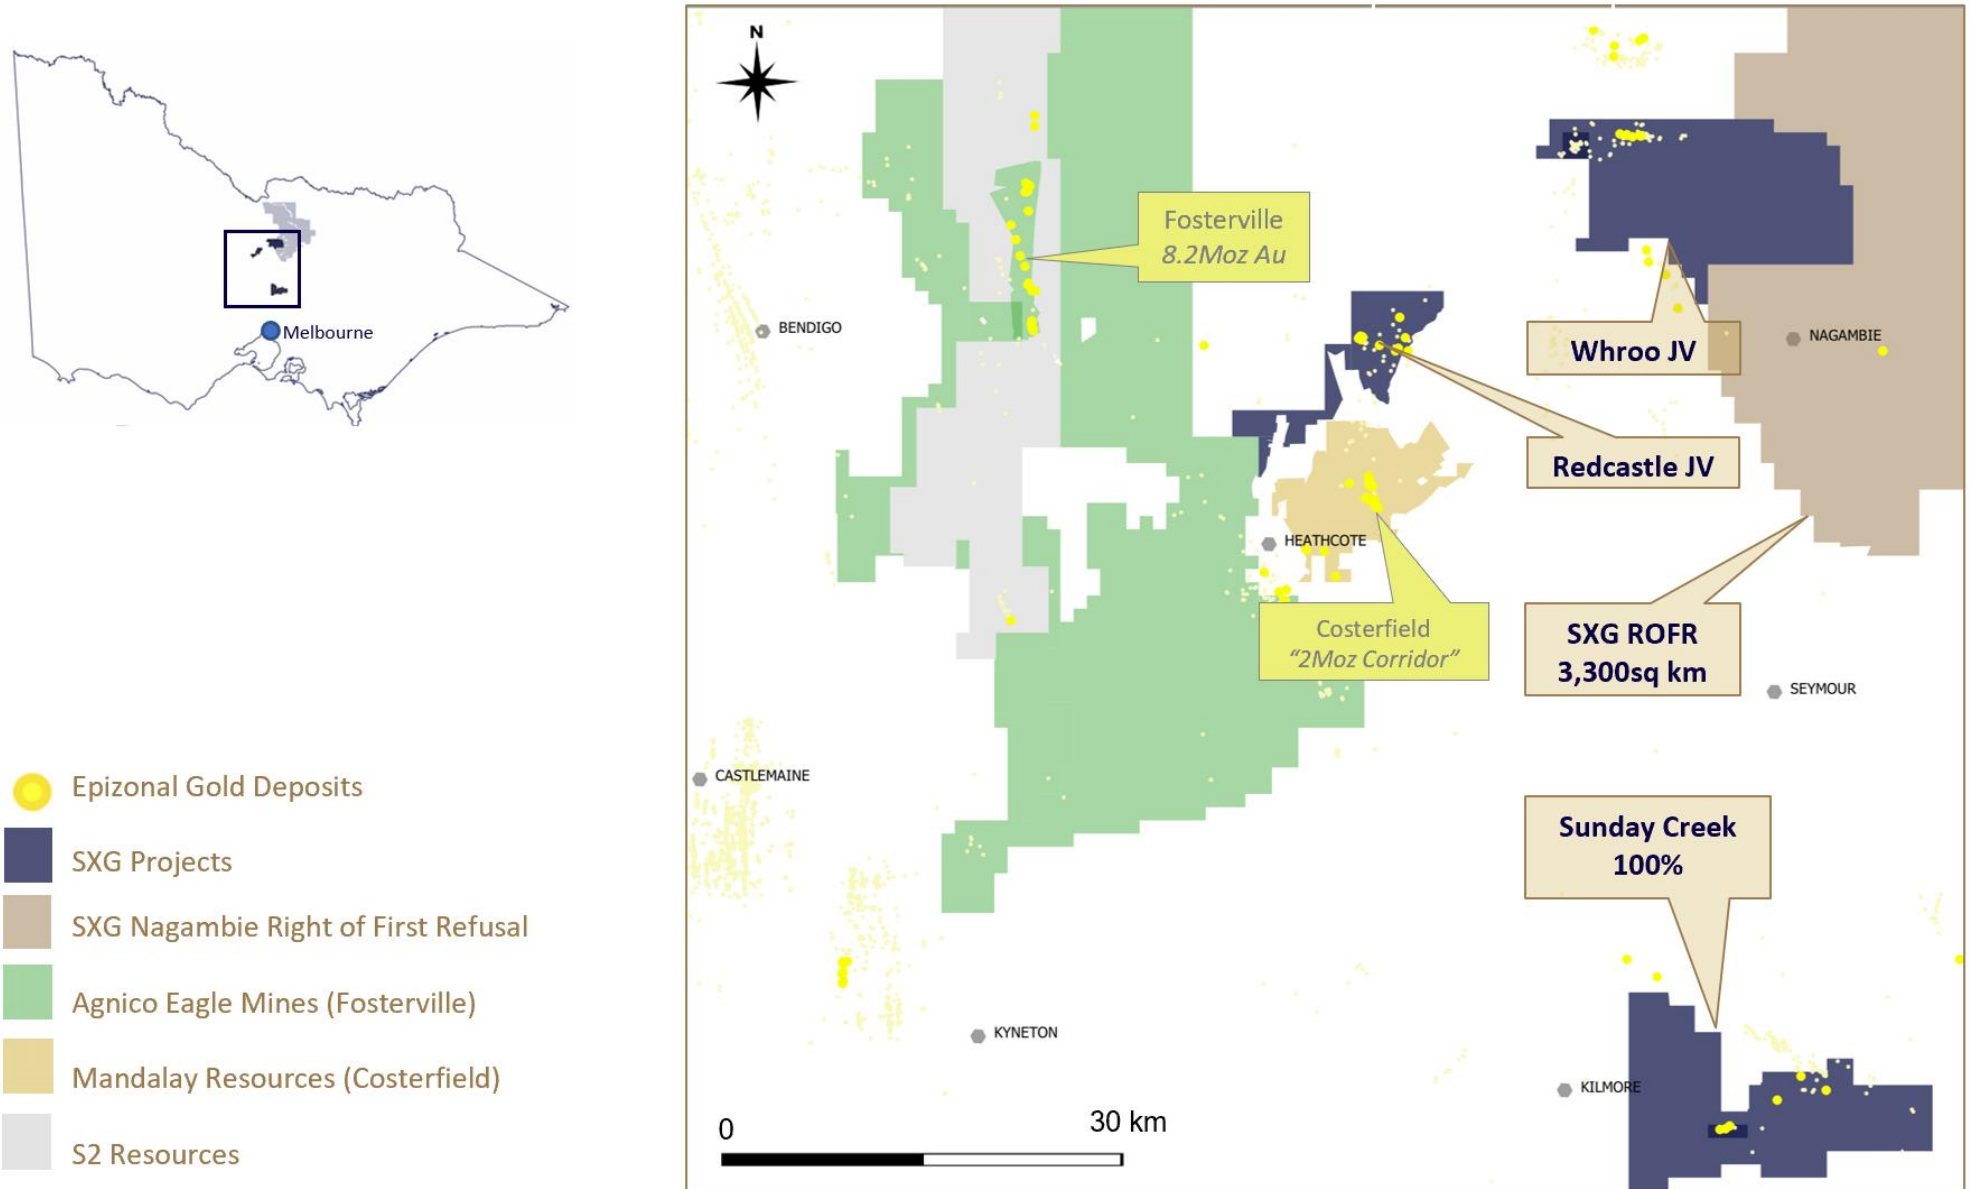 Melbourne
Epizonal Gold Deposits
SXG Projects
SXG Nagambie Right of First Refusal
Agnico Eagle Mines (Fosterville)
Mandalay Resources (Costerfield)
S2 Resources
N
Fosterville
8.2Moz Au
BENDIGO
Whroo JV
NAGAMBIE
Redcastle JV
HEATHCOTE
Costerfield
“2Moz Corridor”
SXG ROFR
3,300sq km
SEYMOUR
CASTLEMAINE
Sunday Creek
100%
KYNETON
KILMORE
0
30 km